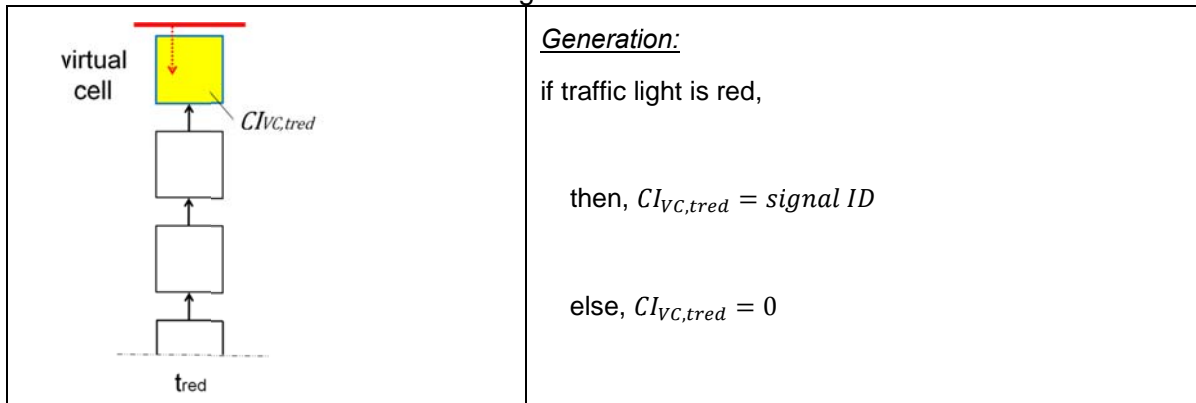 virtual
cell
CIVC,tred
tred
Generation:
if traffic light is red,
then, CIVC,tred = signal ID
else, CIVC,tred = 0